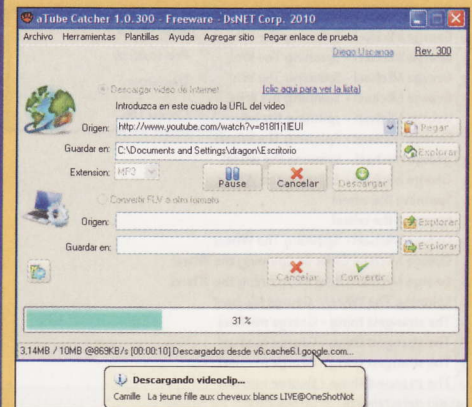 aTube Catcher 1.0.300 - Freeware - DsNET Corp. 2010
Archivo Herramientas Plantillas Ayuda Agregar sitio Pegar enlace de prueba
Diego Uscanga Rev. 300
Descargar video de Internet (clic aqui para ver la lista)
Introduzca en este cuadro la URL del video
Origen: http://www.youtube.com/watch?v=818f1j1IEUI Pegar
Guardar en: C:\Documents and Settings\dragon\Escritorio Explorar
Extension: MP3 Pause Cancelar Descargar
Convertir FLV a otro formato
Origen: Explorar
Guardar en: Explorar
Cancelar Convertir
31 %
3,14MB / 10MB @869KB/s [00:00:10] Descargados desde v6.cache6.l.google.com...
Descargando videoclip...
Camille La jeune fille aux cheveux blancs LIVE@OneShotNot